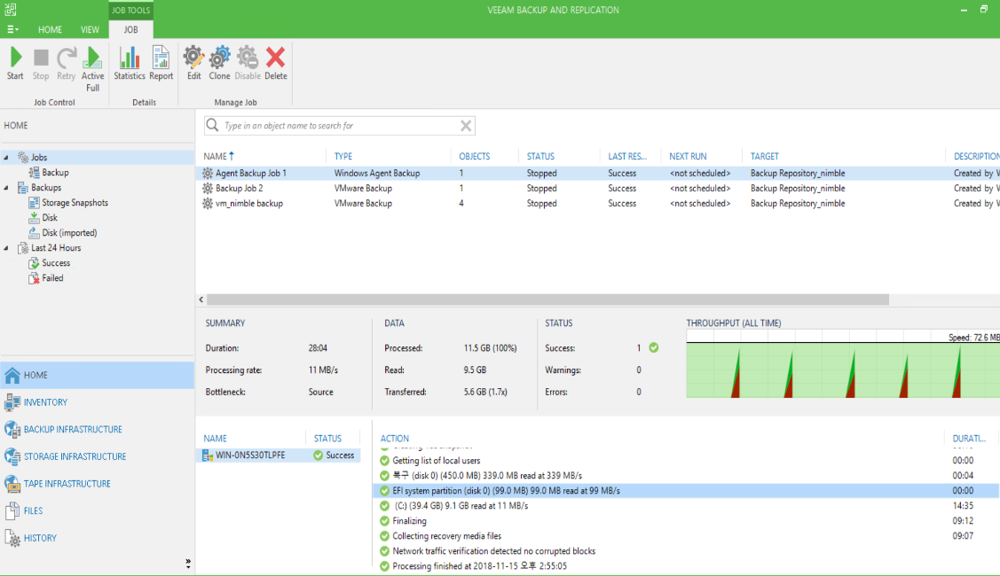 JOB TOOLS
VEEAM BACKUP AND REPLICATION
HOME VIEW JOB
Start Stop Retry Active Full Statistics Report Edit Clone Disable Delete
Job Control Details Manage Job
HOME
Type in an object name to search for
Jobs
Backup
Backups
Storage Snapshots
Disk
Disk (imported)
Last 24 Hours
Success
Failed
NAME TYPE OBJECTS STATUS LAST RES... NEXT RUN TARGET DESCRIPTION
Agent Backup Job 1 Windows Agent Backup 1 Stopped Success <not scheduled> Backup Repository_nimble Created by V
Backup Job 2 VMware Backup 1 Stopped Success <not scheduled> Backup Repository_nimble Created by V
vm_nimble backup VMware Backup 4 Stopped Success <not scheduled> Backup Repository_nimble Created by V
SUMMARY DATA STATUS THROUGHPUT (ALL TIME)
Speed: 72.6 MB
Duration: 28:04 Processed: 11.5 GB (100%) Success: 1
Processing rate: 11 MB/s Read: 9.5 GB Warnings: 0
Bottleneck: Source Transferred: 5.6 GB (1.7x) Errors: 0
HOME
INVENTORY
BACKUP INFRASTRUCTURE
STORAGE INFRASTRUCTURE
TAPE INFRASTRUCTURE
FILES
HISTORY
NAME STATUS
WIN-0N5S30TLPFE Success
ACTION DURATI...
Getting list of local users 00:00
복구 (disk 0) (450.0 MB) 339.0 MB read at 339 MB/s 00:04
EFI system partition (disk 0) (99.0 MB) 99.0 MB read at 99 MB/s 00:00
(C:) (39.4 GB) 9.1 GB read at 11 MB/s 14:35
Finalizing 09:12
Collecting recovery media files 09:07
Network traffic verification detected no corrupted blocks
Processing finished at 2018-11-15 오후 2:55:05